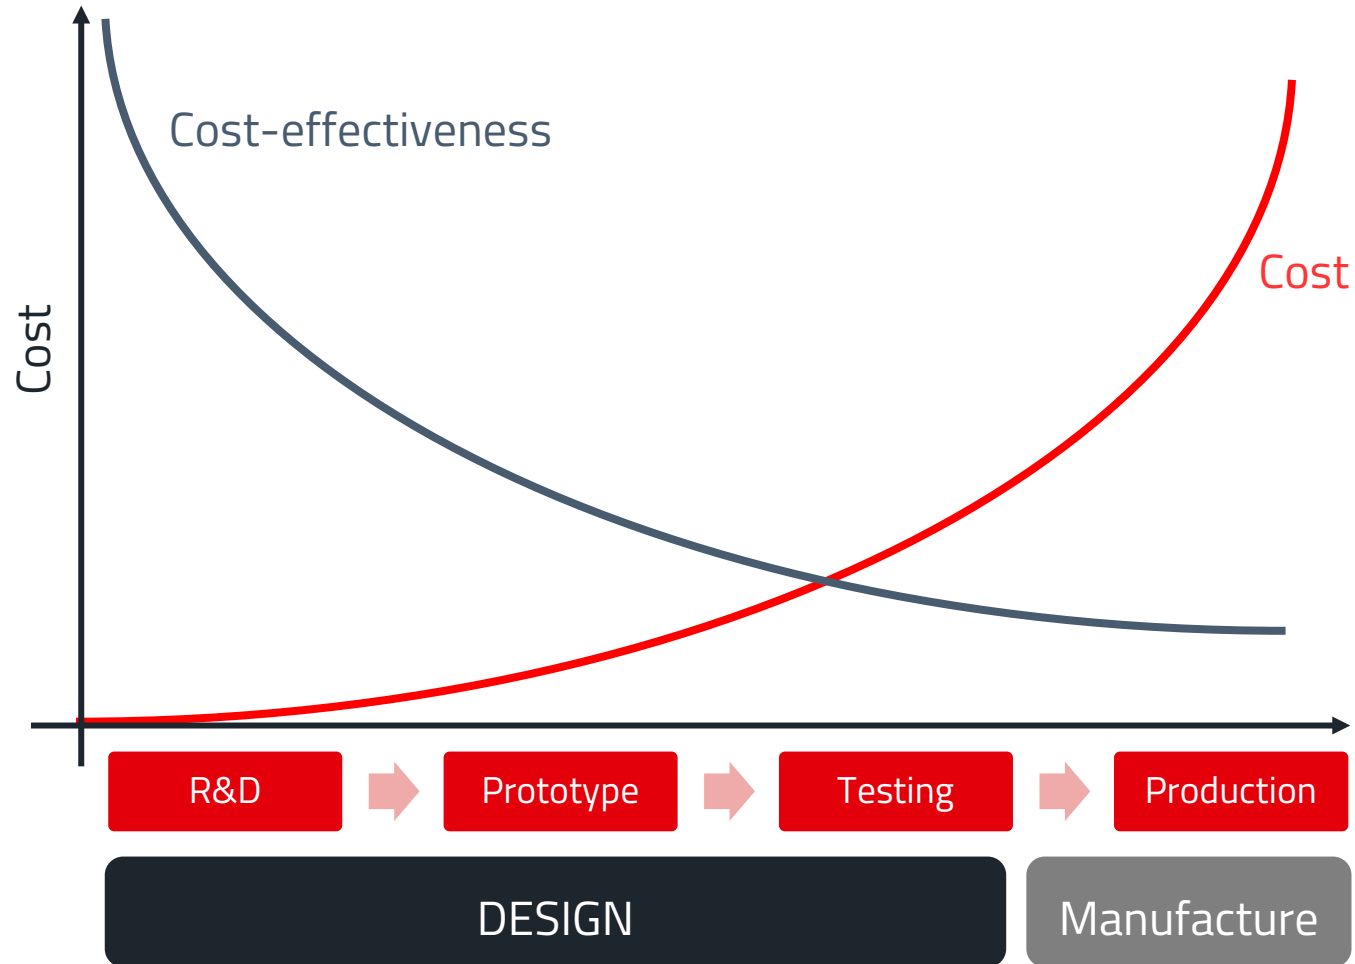 Cost-effectiveness
Cost
Cost
R&D
Prototype
Testing
Production
DESIGN
Manufacture